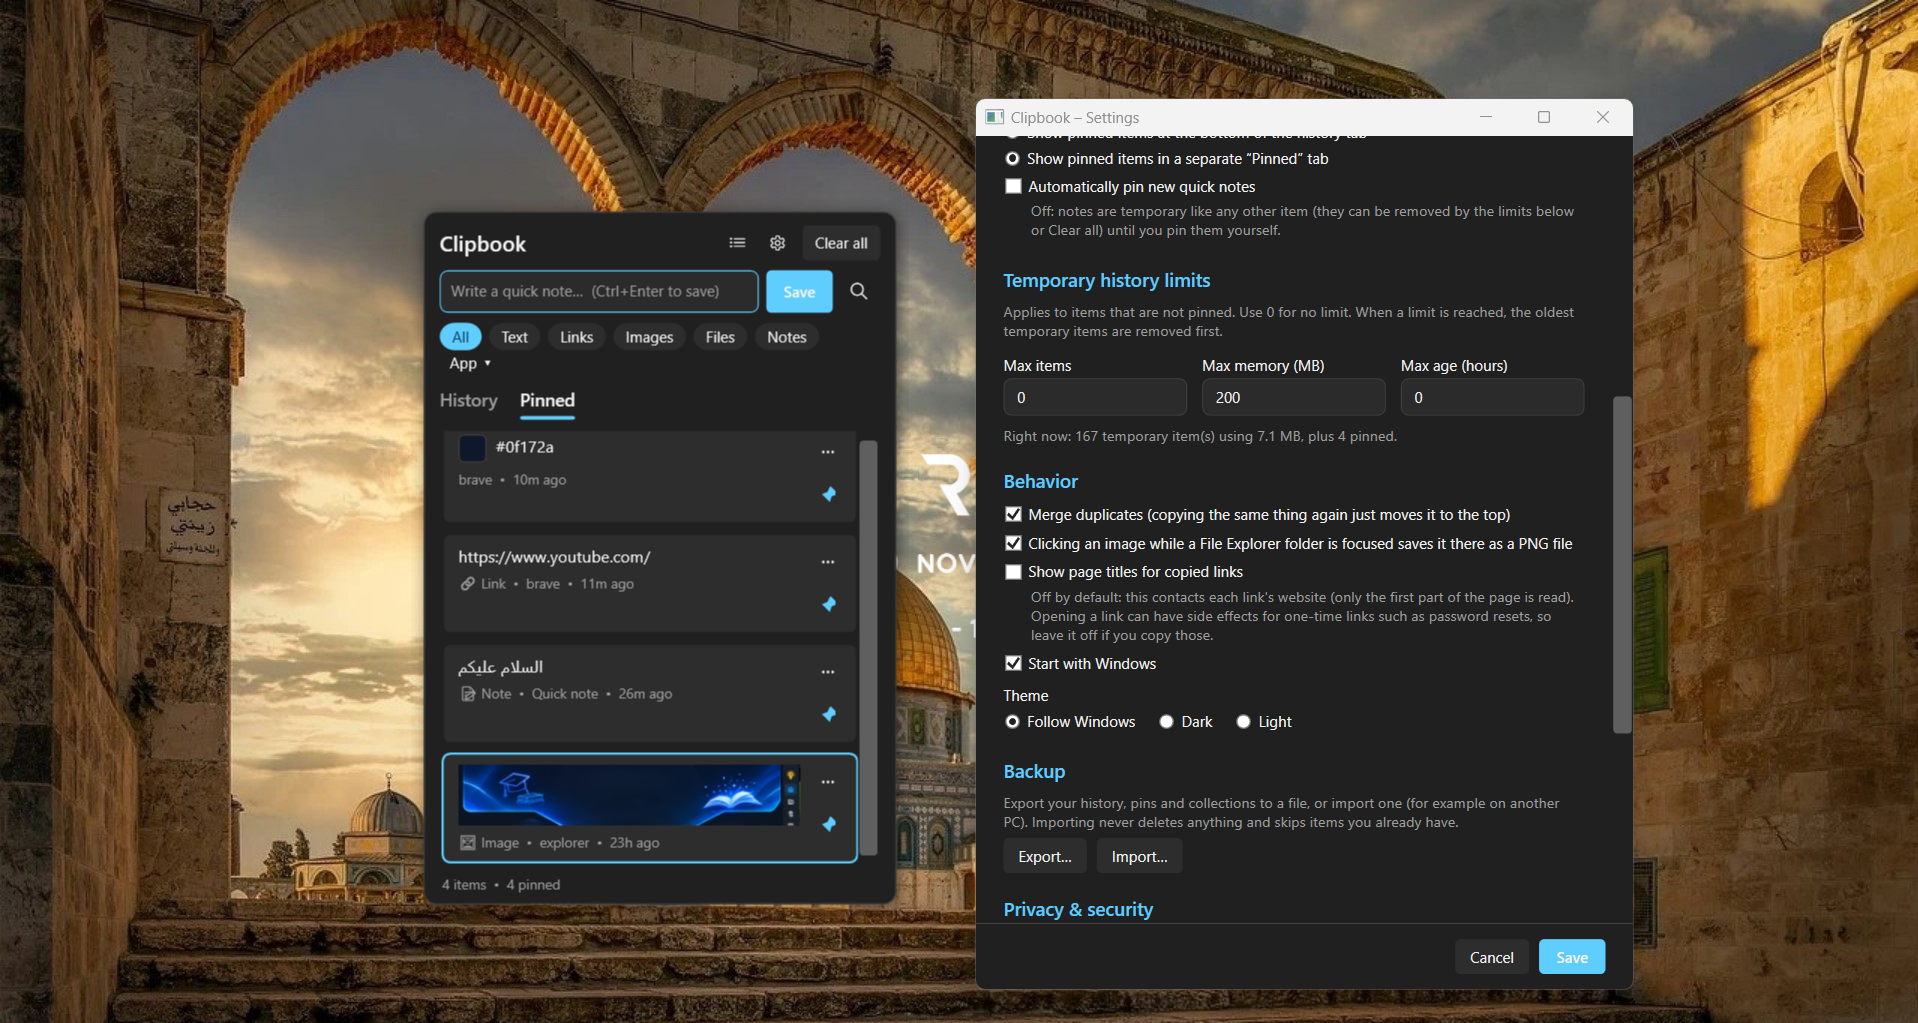 Clipbook
Clear all
Write a quick note... (Ctrl+Enter to save)
Save
All
Text
Links
Images
Files
Notes
App
History
Pinned
#0f172a
brave • 10m ago
https://www.youtube.com/
Link • brave • 11m ago
السلام عليكم
Note • Quick note • 26m ago
Image • explorer • 23h ago
4 items • 4 pinned
حجابي
زينتي
NOV
Clipbook – Settings
Show pinned items at the bottom of the history tab
Show pinned items in a separate “Pinned” tab
Automatically pin new quick notes
Off: notes are temporary like any other item (they can be removed by the limits below
or Clear all) until you pin them yourself.
Temporary history limits
Applies to items that are not pinned. Use 0 for no limit. When a limit is reached, the oldest
temporary items are removed first.
Max items
Max memory (MB)
Max age (hours)
0
200
0
Right now: 167 temporary item(s) using 7.1 MB, plus 4 pinned.
Behavior
Merge duplicates (copying the same thing again just moves it to the top)
Clicking an image while a File Explorer folder is focused saves it there as a PNG file
Show page titles for copied links
Off by default: this contacts each link's website (only the first part of the page is read).
Opening a link can have side effects for one-time links such as password resets, so
leave it off if you copy those.
Start with Windows
Theme
Follow Windows
Dark
Light
Backup
Export your history, pins and collections to a file, or import one (for example on another
PC). Importing never deletes anything and skips items you already have.
Export...
Import...
Privacy & security
Cancel
Save